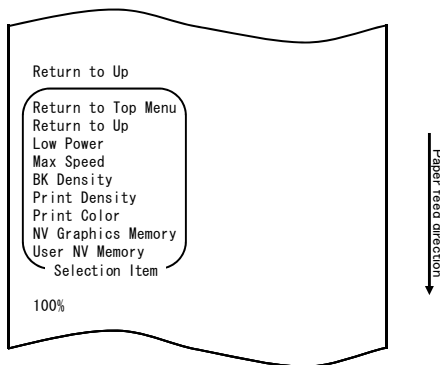 Return to Up
Return to Top Menu
Return to Up
Low Power
Max Speed
BK Density
Print Density
Print Color
NV Graphics Memory
User NV Memory
Selection Item
100%
Paper feed direction